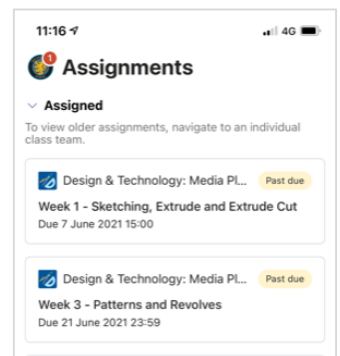 11:16 4G
1
Assignments
Assigned
To view older assignments, navigate to an individual
class team.
Design & Technology: Media Pl... Past due
Week 1 - Sketching, Extrude and Extrude Cut
Due 7 June 2021 15:00
Design & Technology: Media Pl... Past due
Week 3 - Patterns and Revolves
Due 21 June 2021 23:59